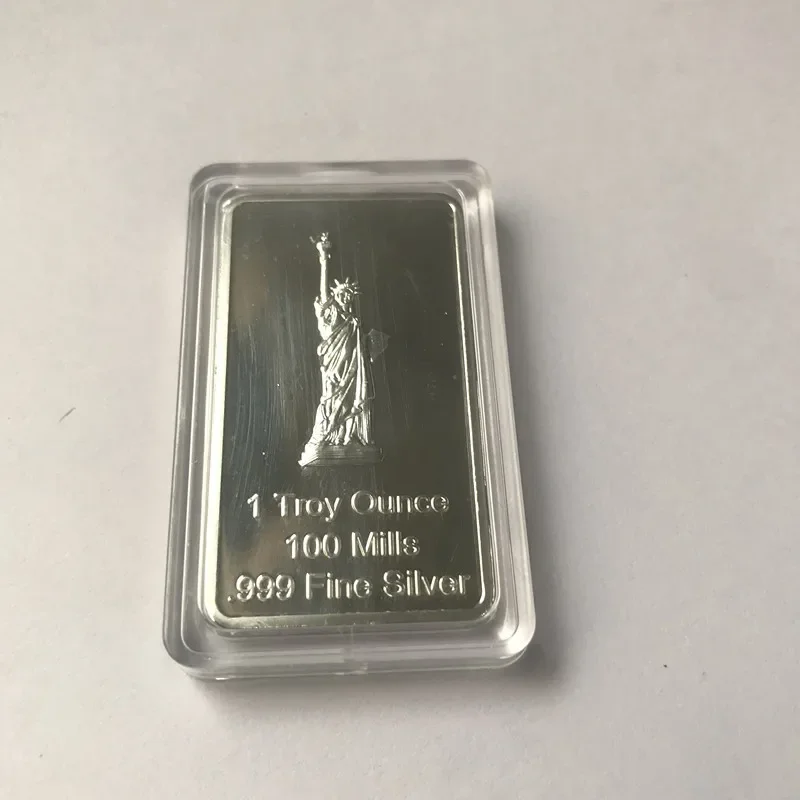 1 Troy Ounce
100 Mills
.999 Fine Silver